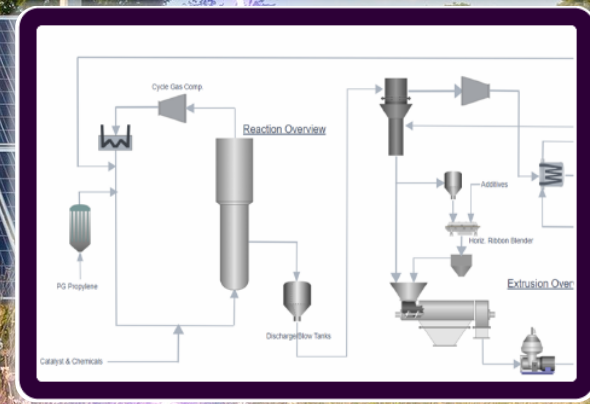 Cycle Gas Comp.
Reaction Overview
Additives
Horiz. Ribbon Blender
PG Propylene
Extrusion Over
Discharge/Blow Tanks
Catalyst & Chemicals